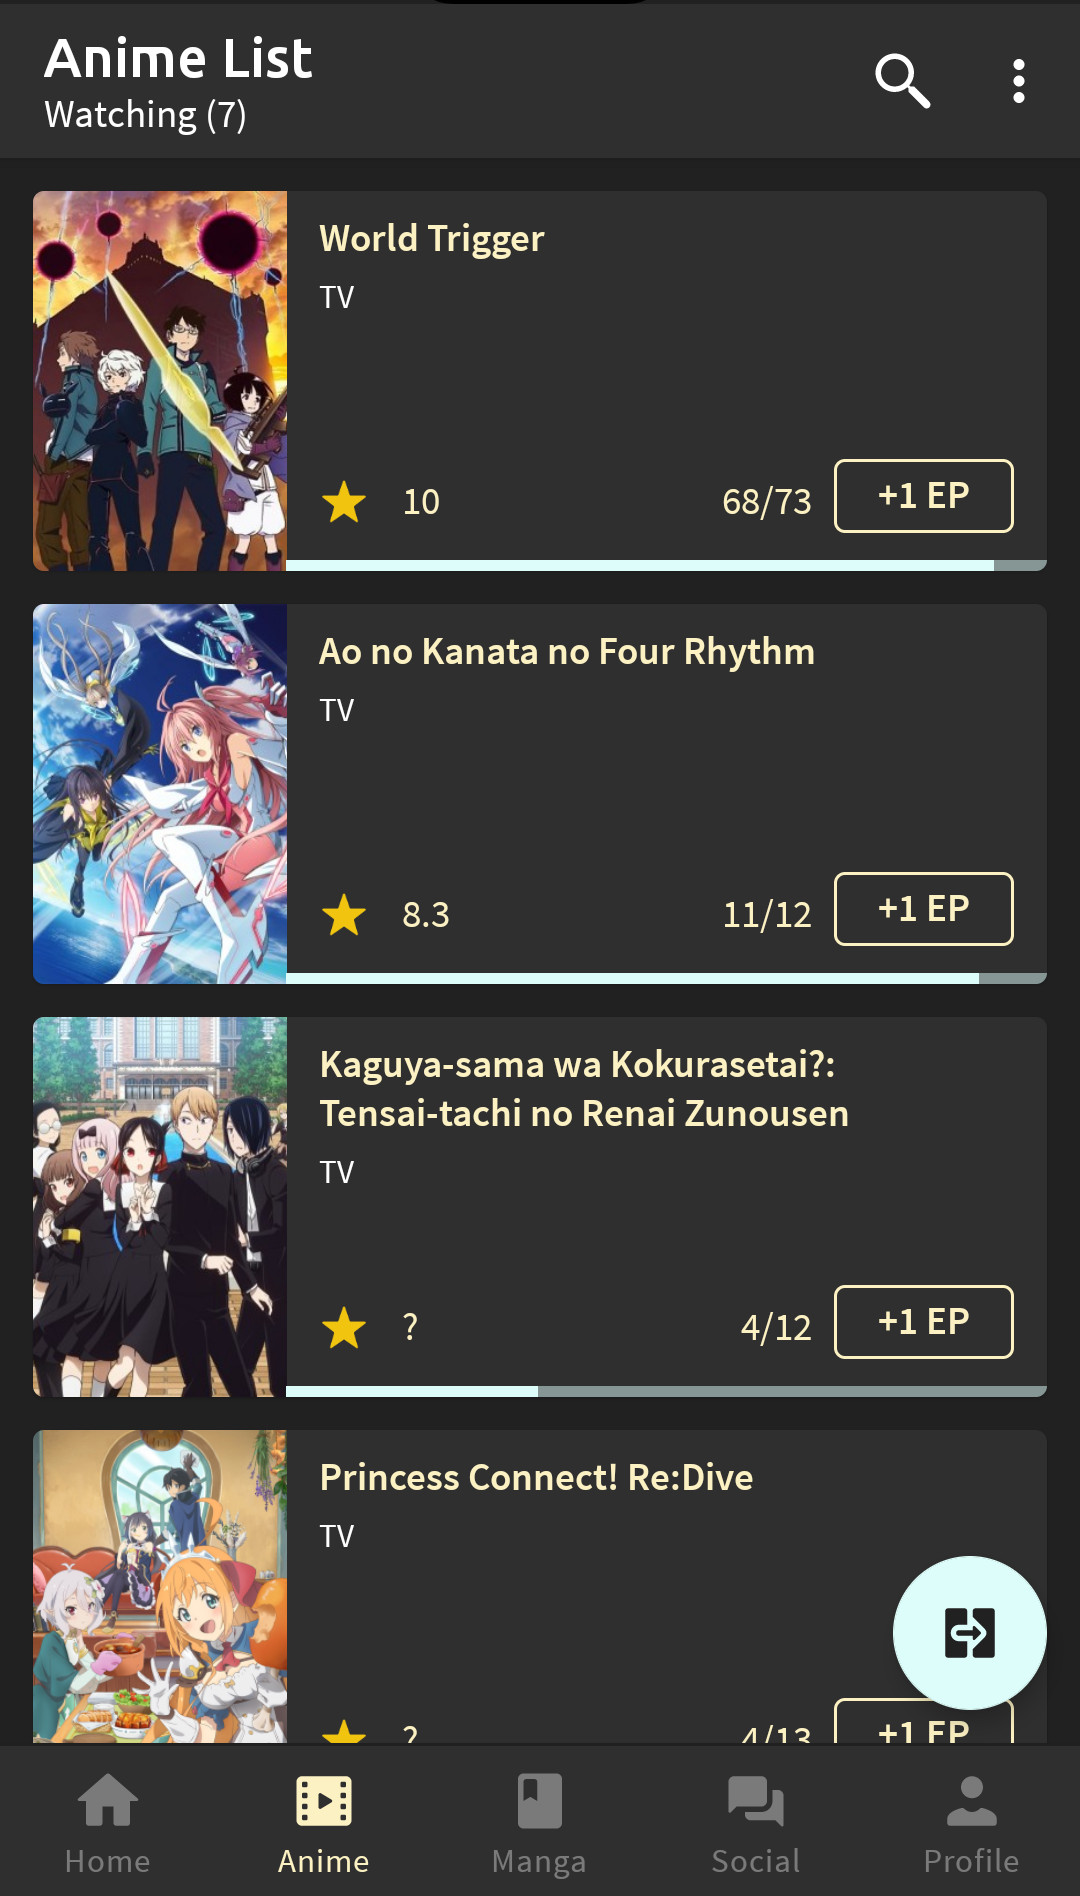 Anime List
Watching (7)
World Trigger
TV
10
68/73
+1 EP
Ao no Kanata no Four Rhythm
TV
8.3
11/12
+1 EP
Kaguya-sama wa Kokurasetai?:
Tensai-tachi no Renai Zunousen
TV
?
4/12
+1 EP
Princess Connect! Re:Dive
TV
?
4/13
+1 EP
Home
Anime
Manga
Social
Profile